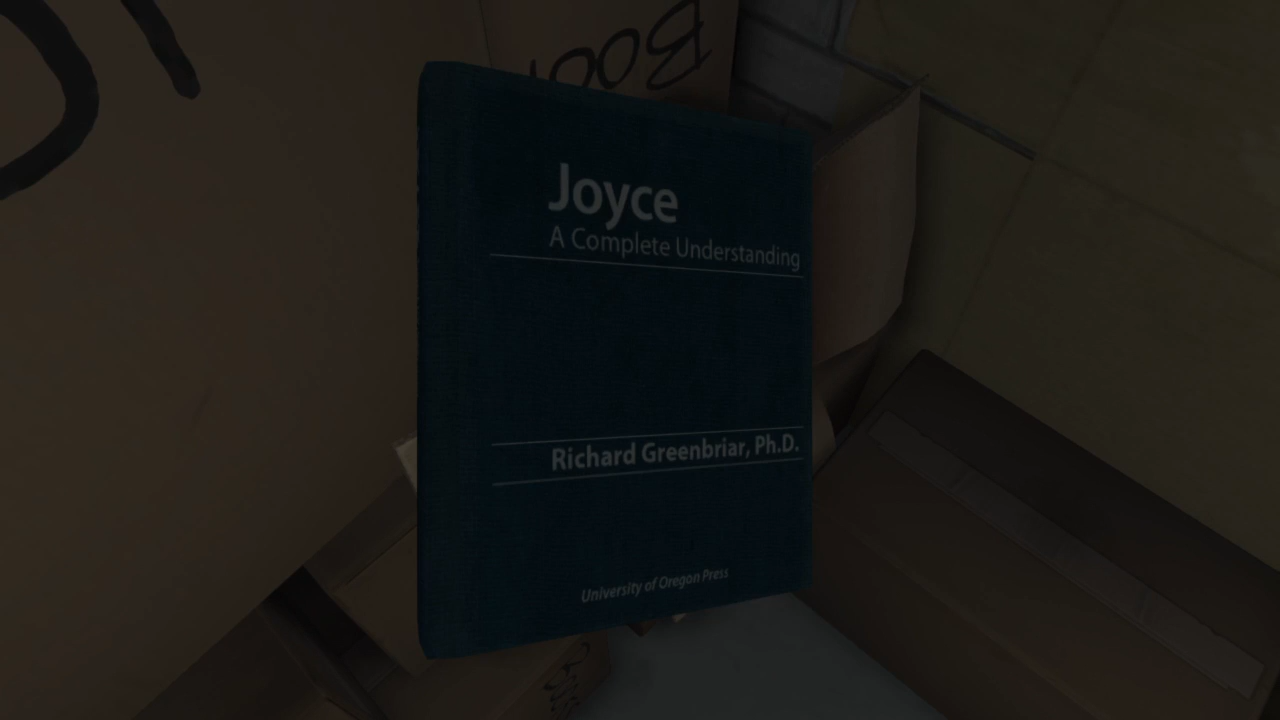 Joyce
A Complete Understanding
Richard Greenbriar, Ph.D.
University of Oregon Press